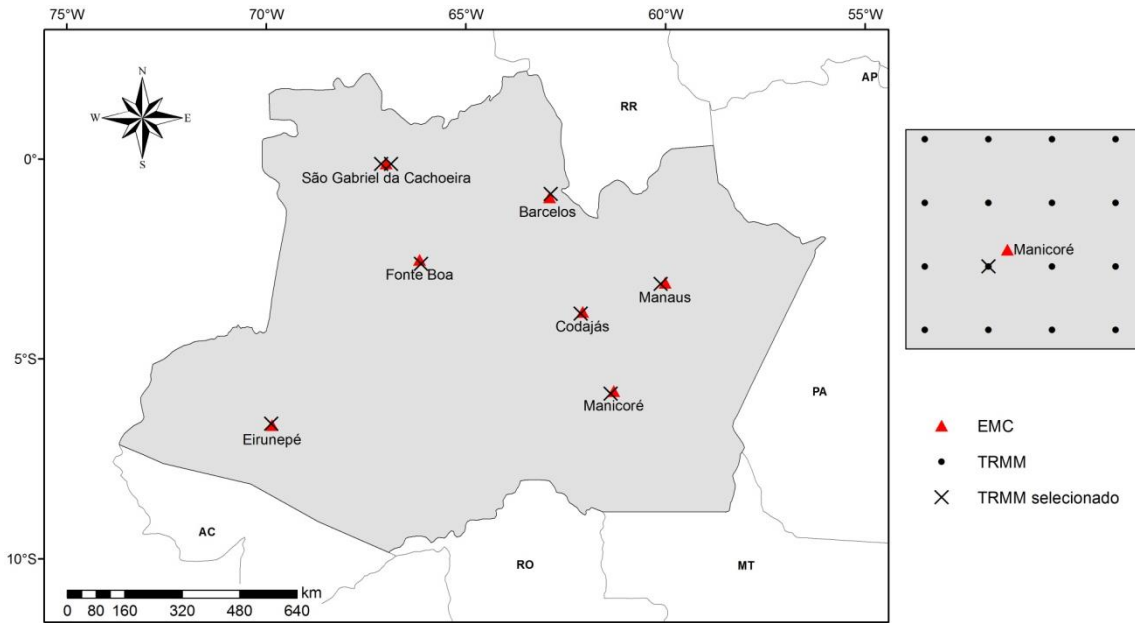 75°W 70°W 65°W 60°W 55°W
N
W E
S
0°
5°S
10°S
AP
RR
São Gabriel da Cachoeira
Barcelos
Fonte Boa
Manaus
Codajás
Manicoré
Eirunepé
PA
AC
RO
MT
km
0 80 160 320 480 640
Manicoré
EMC
TRMM
TRMM selecionado